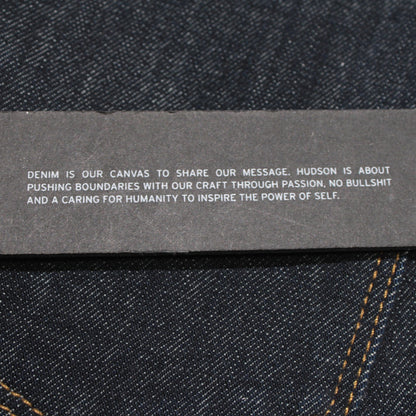 DENIM IS OUR CANVAS TO SHARE OUR MESSAGE. HUDSON IS ABOUT
PUSHING BOUNDARIES WITH OUR CRAFT THROUGH PASSION, NO BULLSHIT
AND A CARING FOR HUMANITY TO INSPIRE THE POWER OF SELF.